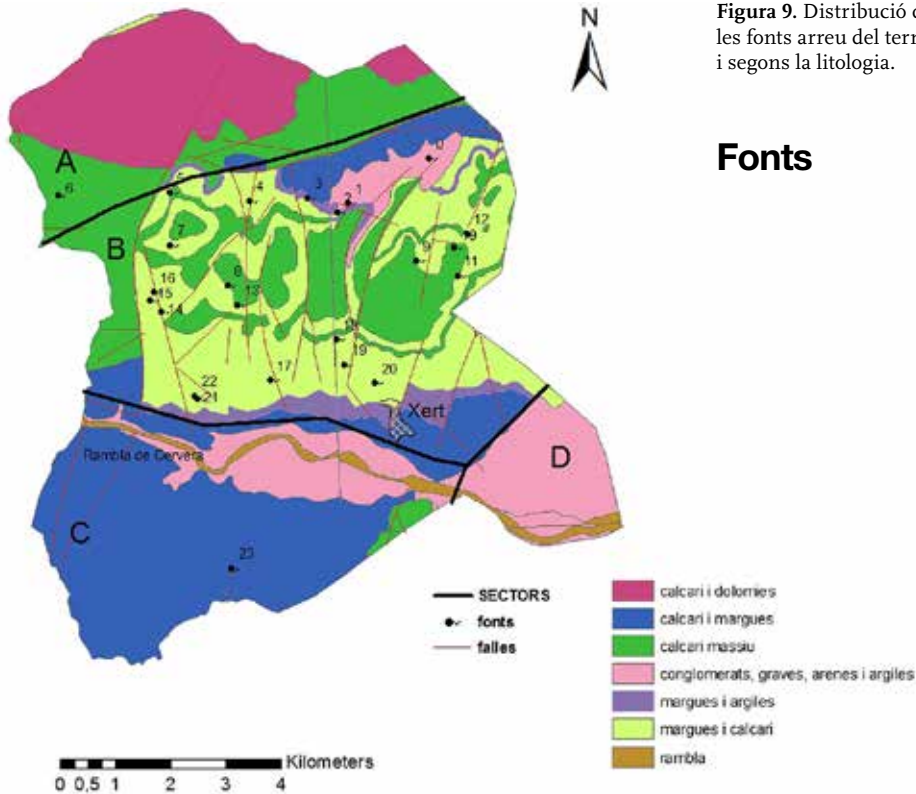 Figura 9. Distribució
les fonts arreu del
i segons la litologia.
Fonts
N
A
6
0
5
4
3
2
1
B
7
12
9
11
8
13
16
15
14
19
17
20
22
21
Xert
D
Rambla de Cervera
C
23
SECTORS
fonts
falles
calcari i dolomies
calcari i margues
calcari massiu
conglomerats, graves, arenes i argiles
margues i argiles
margues i calcari
rambla
Kilometers
0 0,5 1 2 3 4